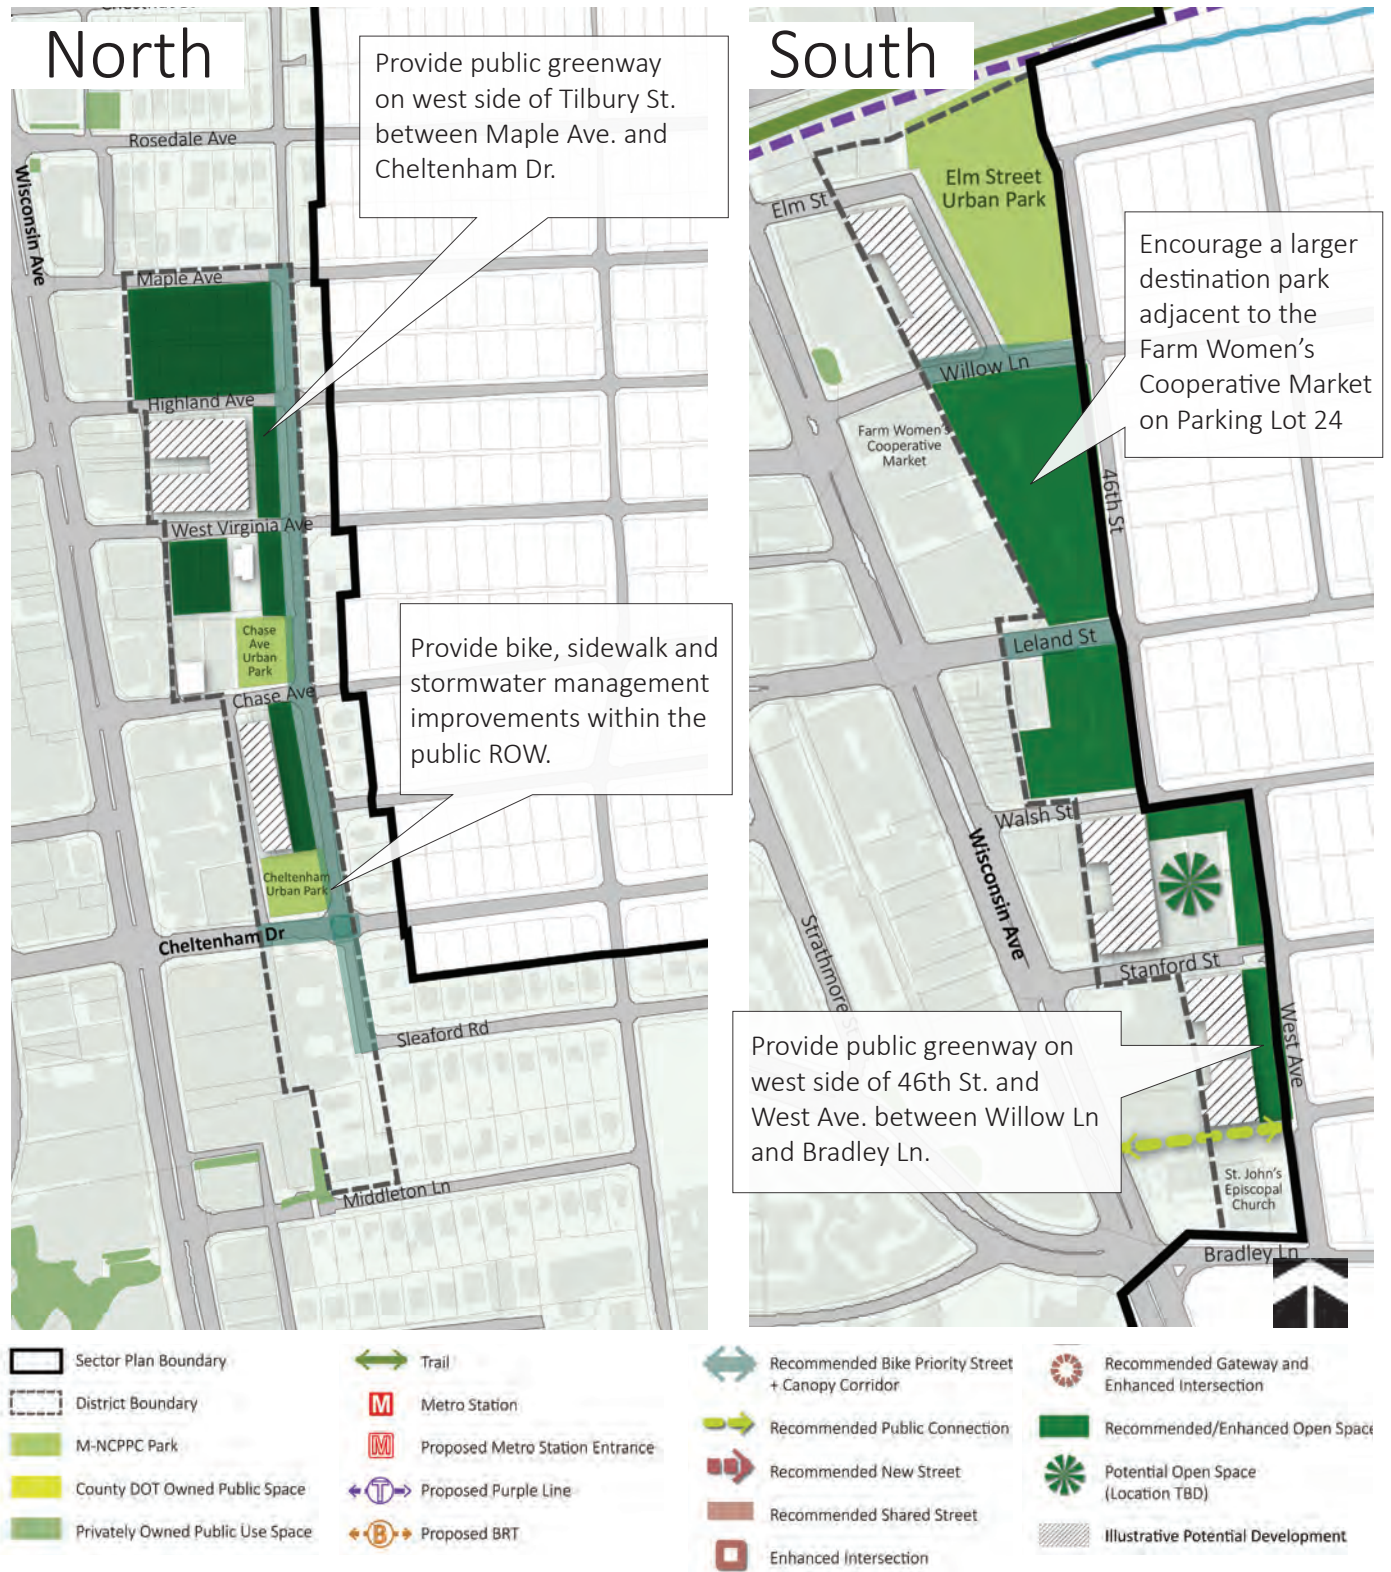 North
Chestnut St
Provide public greenway
on west side of Tilbury St.
between Maple Ave. and
Cheltenham Dr.
Rosedale Ave
Wisconsin Ave
Maple Ave
Highland Ave
West Virginia Ave
Chase
Ave
Urban
Park
Provide bike, sidewalk and
stormwater management
improvements within the
public ROW.
Chase Ave
Cheltenham
Urban Park
Cheltenham Dr
Sleaford Rd
Middleton Ln
South
Elm Street
Urban Park
Elm St
Encourage a larger
destination park
adjacent to the
Farm Women's
Cooperative Market
on Parking Lot 24
Willow Ln
Farm Women's
Cooperative
Market
46th St
Leland St
Walsh St
Wisconsin Ave
Strathmore St
Stanford St
West Ave
Provide public greenway on
west side of 46th St. and
West Ave. between Willow Ln
and Bradley Ln.
St. John's
Episcopal
Church
Bradley Ln
Sector Plan Boundary
District Boundary
M-NCPPC Park
County DOT Owned Public Space
Privately Owned Public Use Space
Trail
M Metro Station
M Proposed Metro Station Entrance
T Proposed Purple Line
B Proposed BRT
Recommended Bike Priority Street
+ Canopy Corridor
Recommended Public Connection
Recommended New Street
Recommended Shared Street
Enhanced Intersection
Recommended Gateway and
Enhanced Intersection
Recommended/Enhanced Open Space
Potential Open Space
(Location TBD)
Illustrative Potential Development